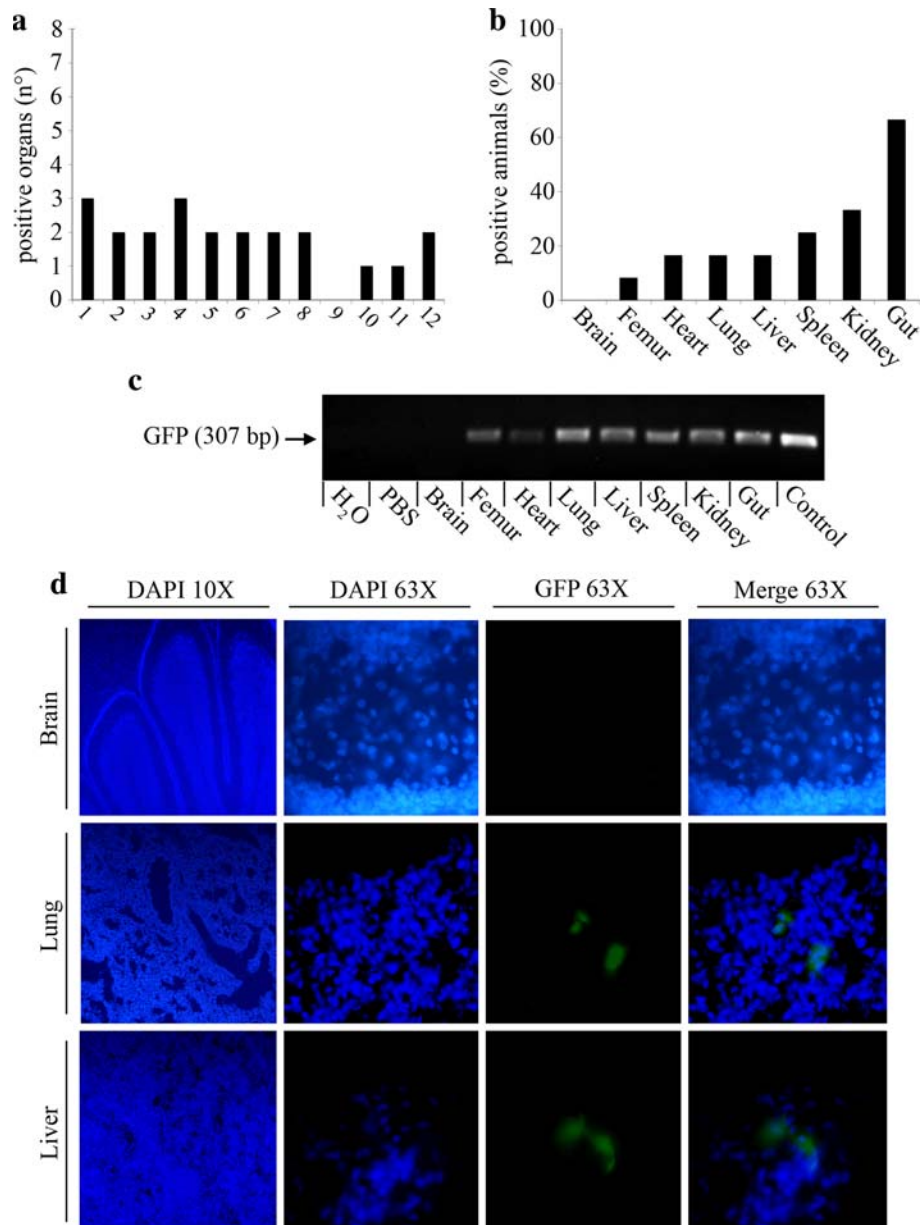 a
positive organs (n°)
8
7
6
5
4
3
2
1
0
1 2 3 4 5 6 7 8 9 10 11 12
b
positive animals (%)
100
80
60
40
20
0
Brain Femur Heart Lung Liver Spleen Kidney Gut
c
GFP (307 bp)
H₂O PBS Brain Femur Heart Lung Liver Spleen Kidney Gut Control
d
DAPI 10X DAPI 63X GFP 63X Merge 63X
Brain
Lung
Liver